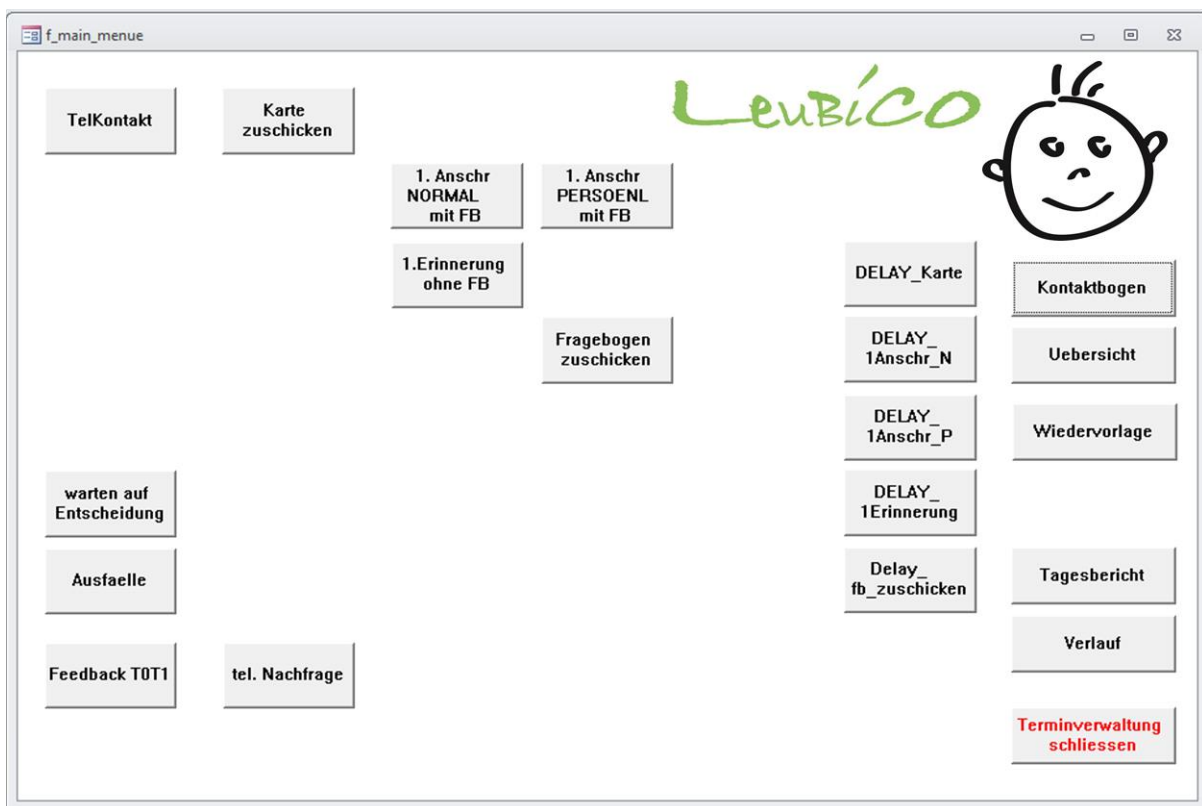 f_main_menue
LEUBíCO
TelKontakt
Karte
zuschicken
1. Anschr
NORMAL
mit FB
1. Anschr
PERSOENL
mit FB
1.Erinnerung
ohne FB
Fragebogen
zuschicken
DELAY_Karte
DELAY_
1Anschr_N
DELAY_
1Anschr_P
DELAY_
1Erinnerung
Delay_
fb_zuschicken
Kontaktbogen
Uebersicht
Wiedervorlage
warten auf
Entscheidung
Ausfaelle
Feedback T0T1
tel. Nachfrage
Tagesbericht
Verlauf
Terminverwaltung
schliessen